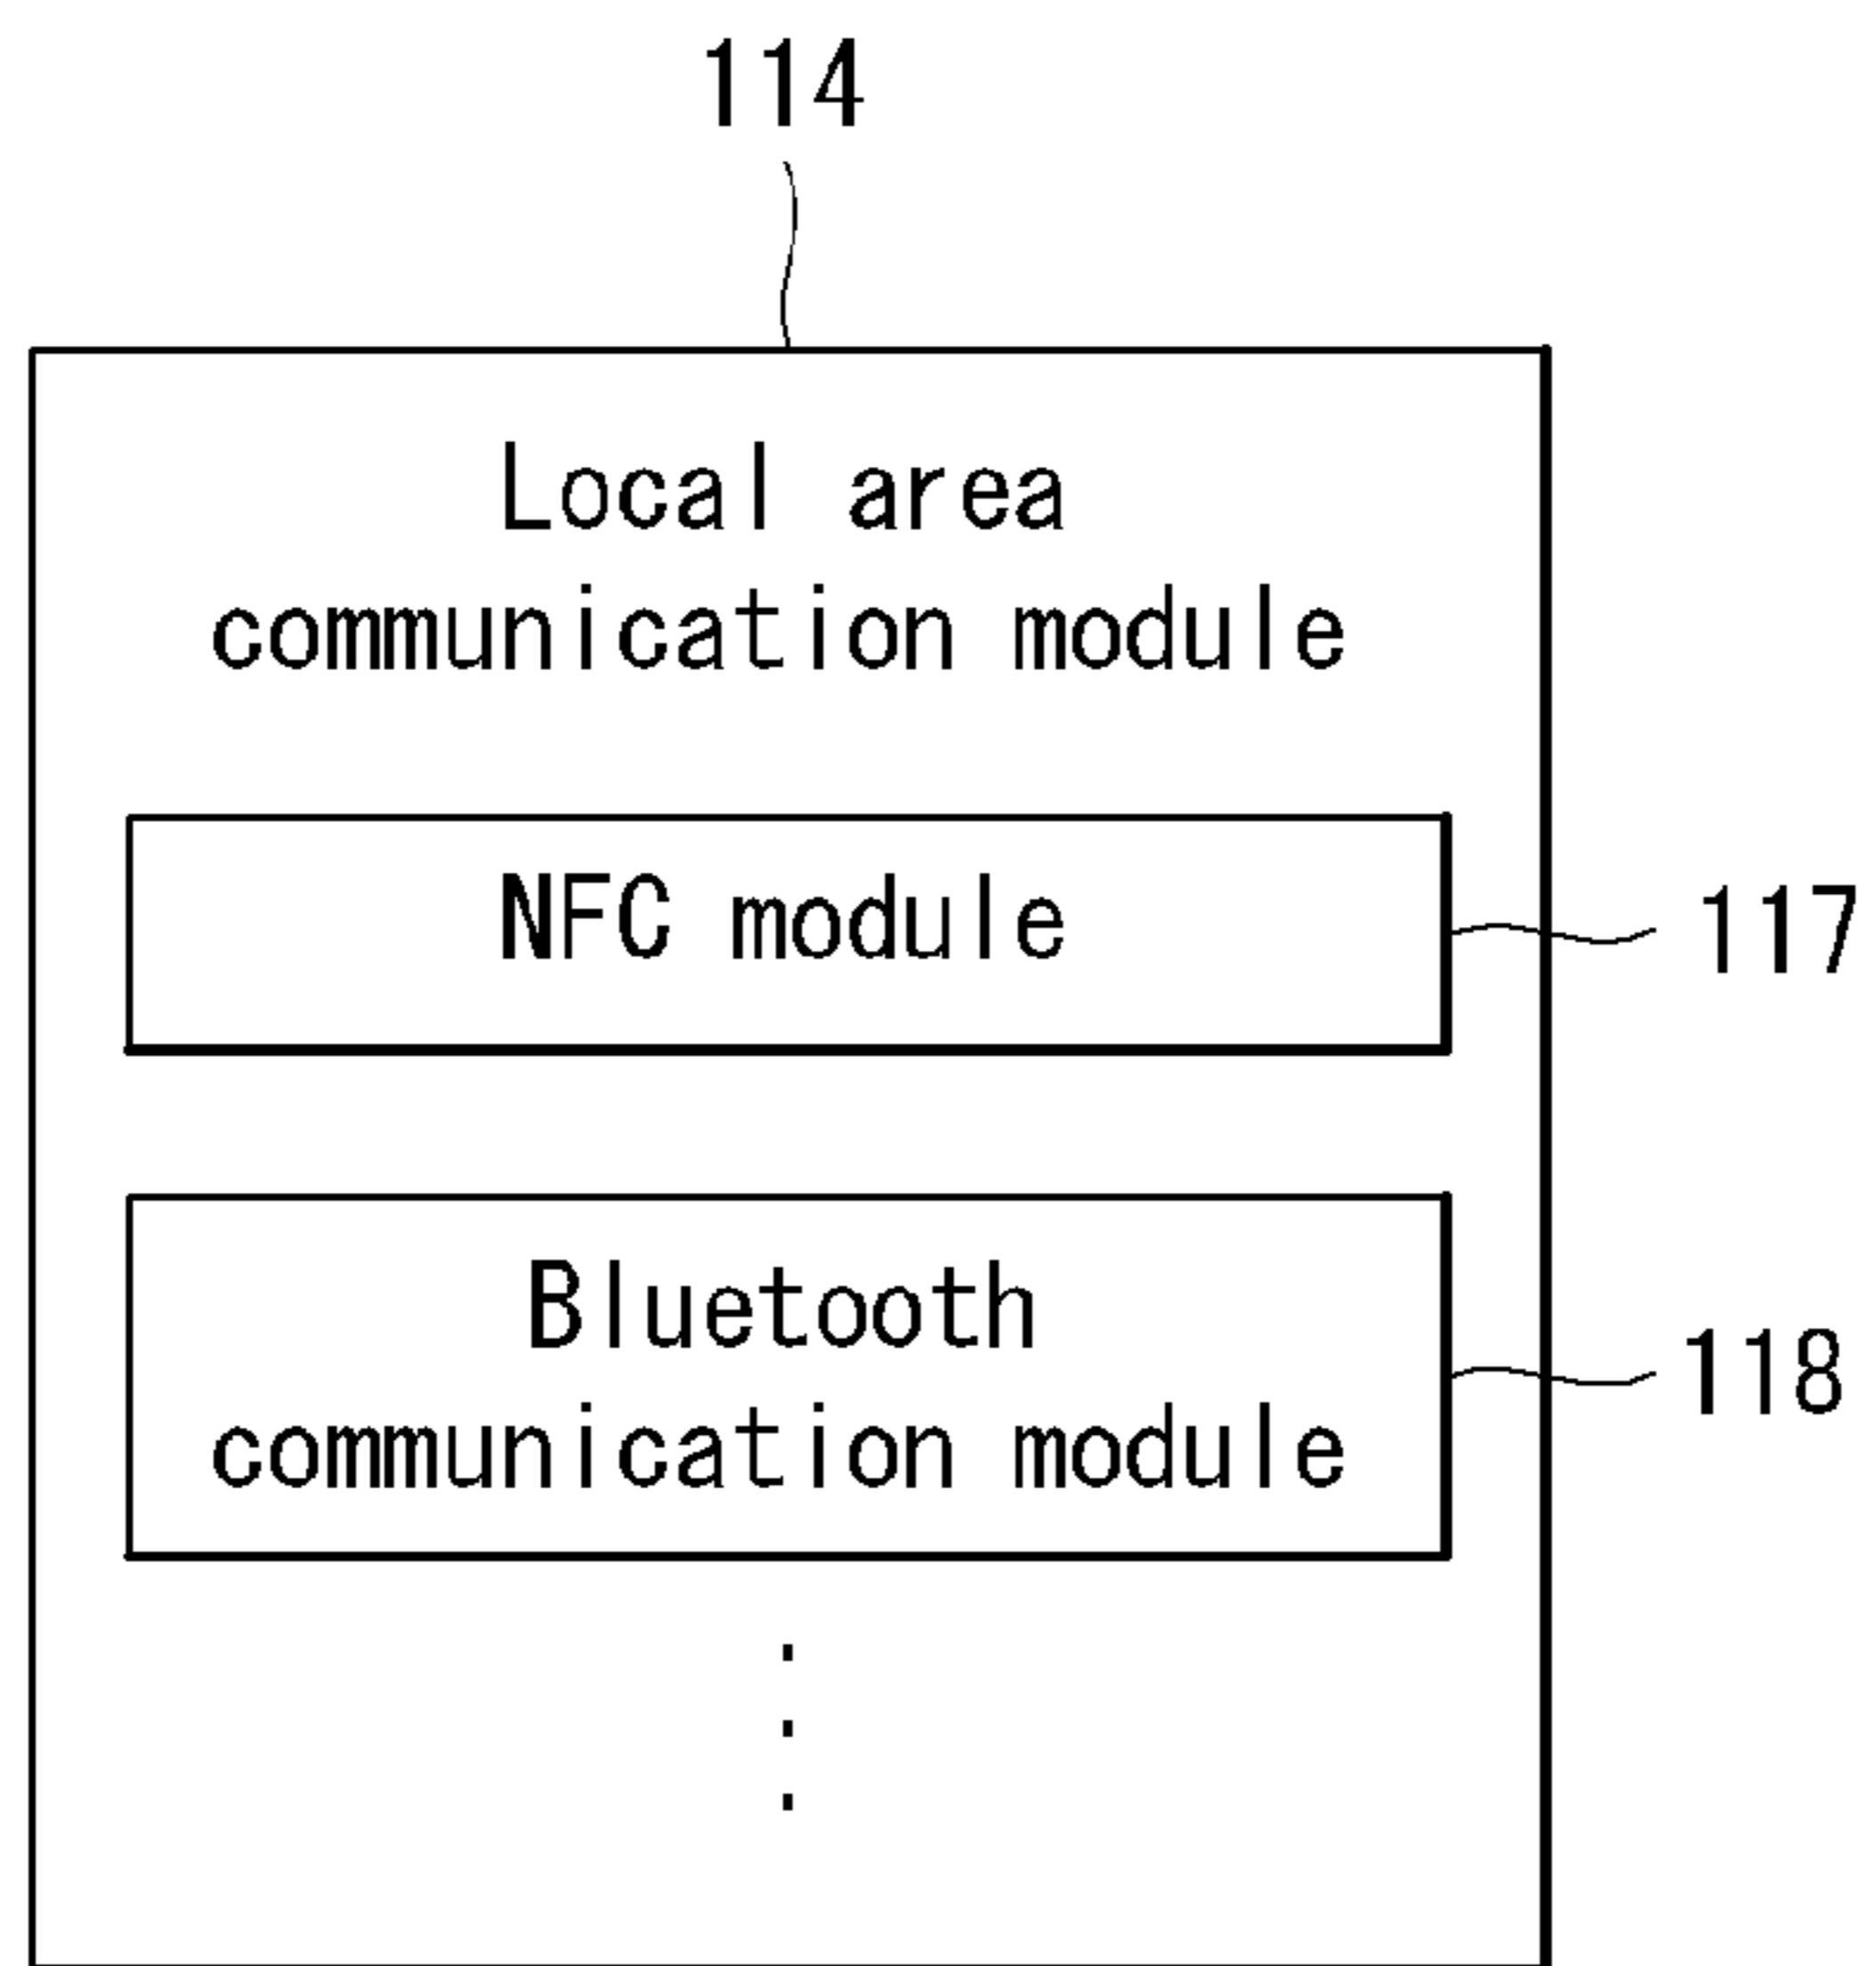 114
Local area
communication module
NFC module
117
Bluetooth
communication module
118